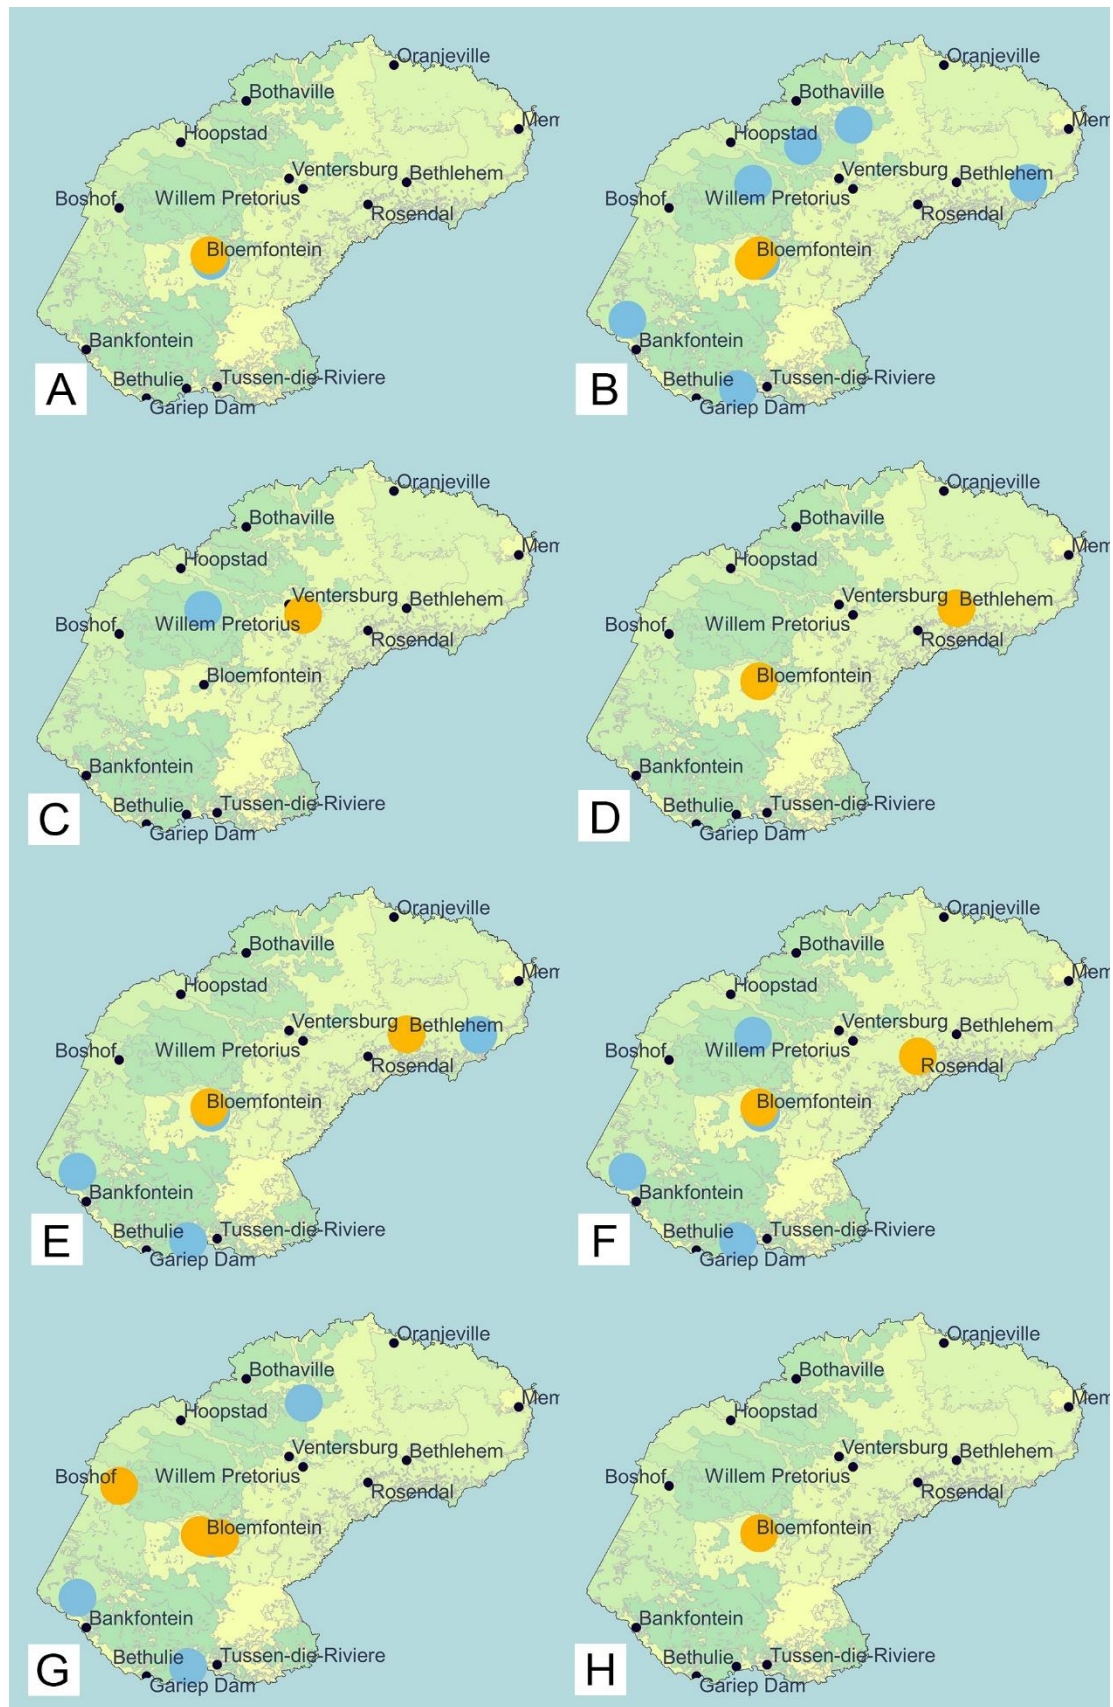 Oranjeville
Bothaville
Mem
Hoopstad
Ventersburg
Bethlehem
Willem Pretorius
Boshof
Rosendal
Bloemfontein
Bankfontein
Bethulie
Tussen-die-Riviere
Gariep Dam
A
Oranjeville
Bothaville
Mem
Hoopstad
Ventersburg
Bethlehem
Willem Pretorius
Boshof
Rosendal
Bloemfontein
Bankfontein
Bethulie
Tussen-die-Riviere
Gariep Dam
B
Oranjeville
Bothaville
Mem
Hoopstad
Ventersburg
Bethlehem
Willem Pretorius
Boshof
Rosendal
Bloemfontein
Bankfontein
Bethulie
Tussen-die-Riviere
Gariep Dam
C
Oranjeville
Bothaville
Mem
Hoopstad
Ventersburg
Bethlehem
Willem Pretorius
Boshof
Rosendal
Bloemfontein
Bankfontein
Bethulie
Tussen-die-Riviere
Gariep Dam
D
Oranjeville
Bothaville
Mem
Hoopstad
Ventersburg
Bethlehem
Willem Pretorius
Boshof
Rosendal
Bloemfontein
Bankfontein
Bethulie
Tussen-die-Riviere
Gariep Dam
E
Oranjeville
Bothaville
Mem
Hoopstad
Ventersburg
Bethlehem
Willem Pretorius
Boshof
Rosendal
Bloemfontein
Bankfontein
Bethulie
Tussen-die-Riviere
Gariep Dam
F
Oranjeville
Bothaville
Mem
Hoopstad
Ventersburg
Bethlehem
Willem Pretorius
Boshof
Rosendal
Bloemfontein
Bankfontein
Bethulie
Tussen-die-Riviere
Gariep Dam
G
Oranjeville
Bothaville
Mem
Hoopstad
Ventersburg
Bethlehem
Willem Pretorius
Boshof
Rosendal
Bloemfontein
Bankfontein
Bethulie
Tussen-die-Riviere
Gariep Dam
H